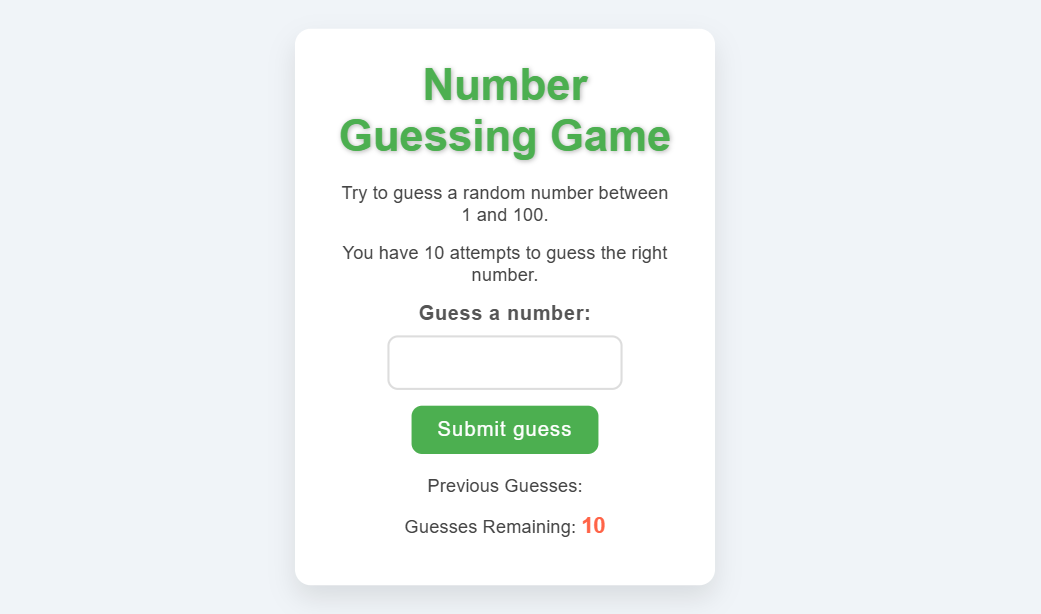 Number
Guessing Game
Try to guess a random number between
1 and 100.
You have 10 attempts to guess the right
number.
Guess a number:
Submit guess
Previous Guesses:
Guesses Remaining: 10